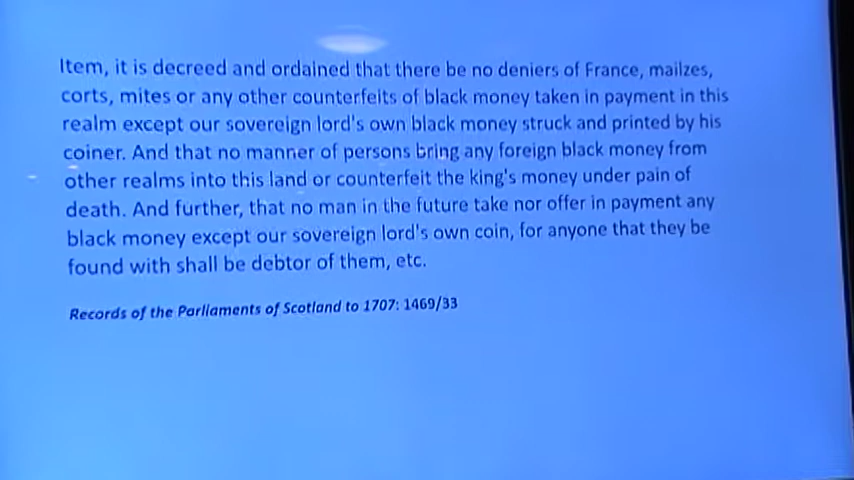 Item, it is decreed and ordained that there be no deniers of France, mailzes,
corts, mites or any other counterfeits of black money taken in payment in this
realm except our sovereign lord's own black money struck and printed by his
coiner. And that no manner of persons bring any foreign black money from
other realms into this land or counterfeit the king's money under pain of
death. And further, that no man in the future take nor offer in payment any
black money except our sovereign lord's own coin, for anyone that they be
found with shall be debtor of them, etc.
Records of the Parliaments of Scotland to 1707: 1469/33